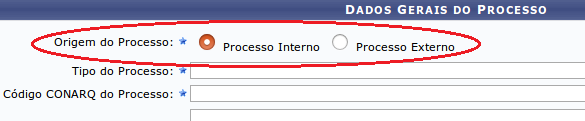 DADOS GERAIS DO PROCESSO
Origem do Processo: ★ Processo Interno Processo Externo
Tipo do Processo: ★
Código CONARQ do Processo: ★